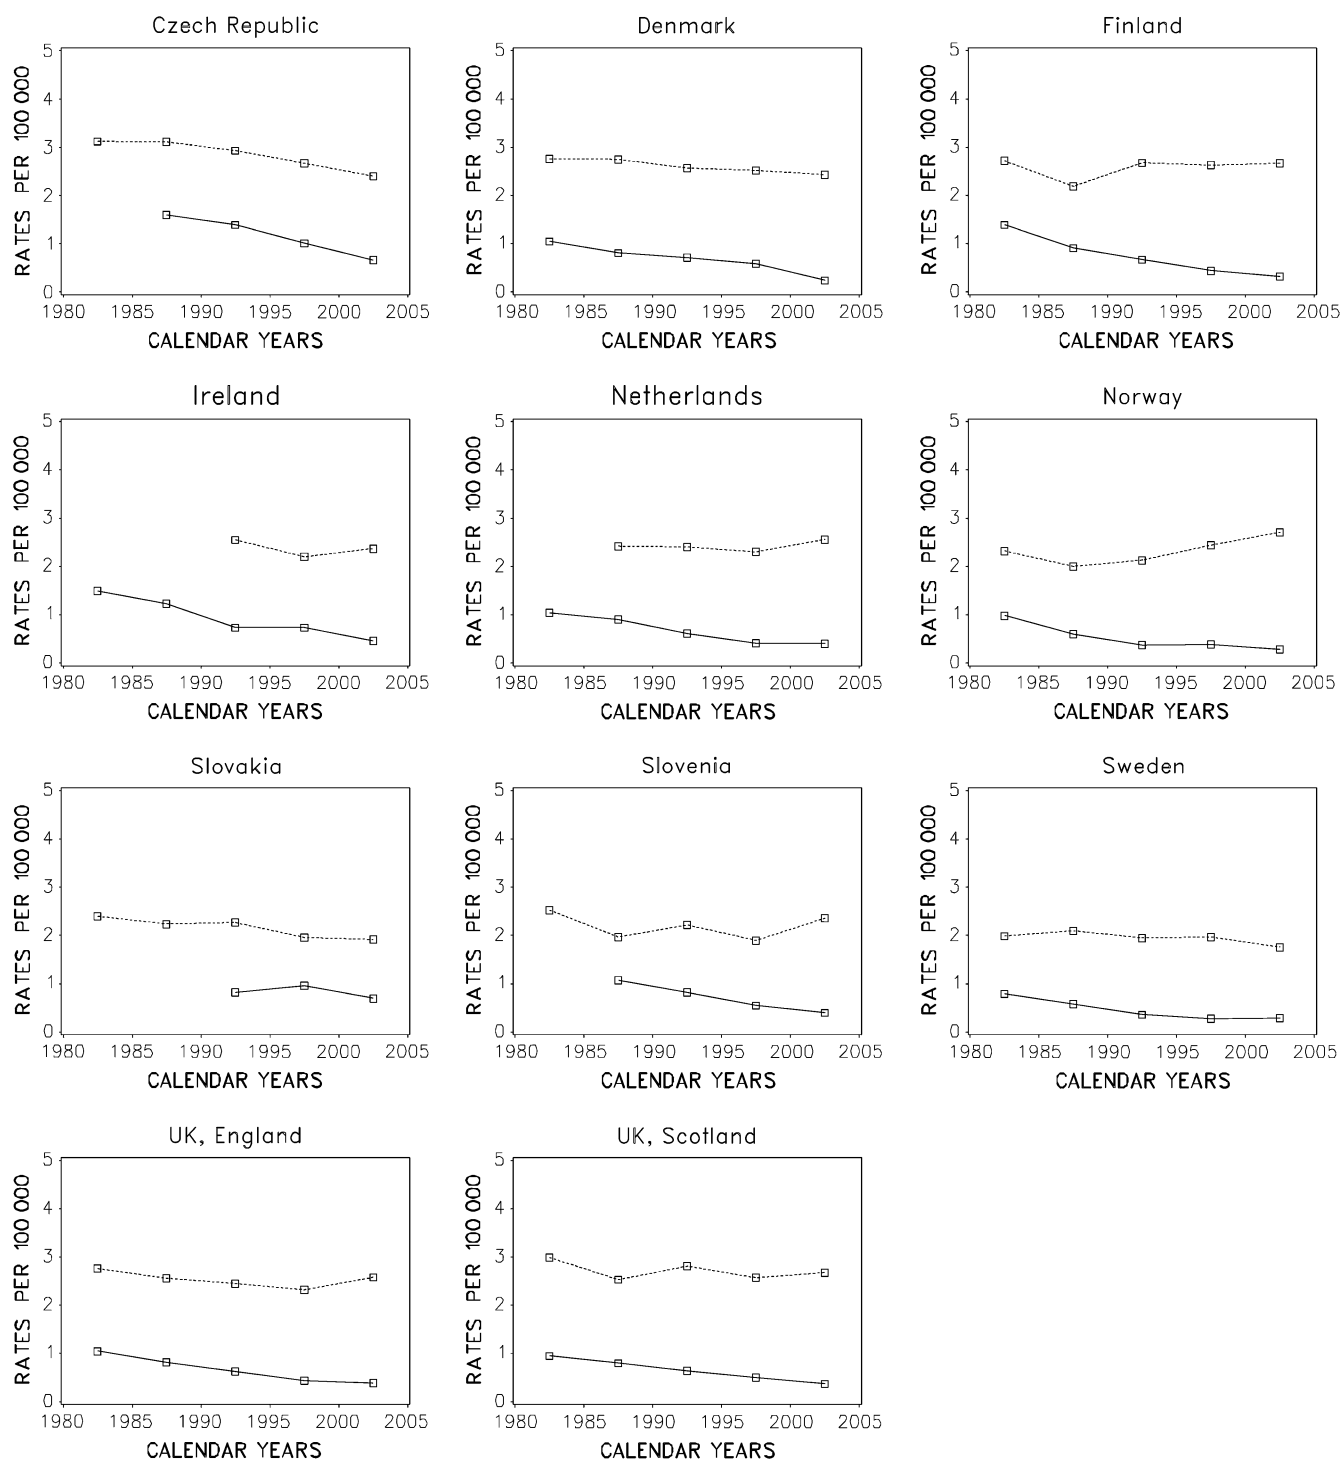 Czech Republic
RATES PER 100 000
5
4
3
2
1
0
1980 1985 1990 1995 2000 2005
CALENDAR YEARS
Denmark
RATES PER 100 000
5
4
3
2
1
0
1980 1985 1990 1995 2000 2005
CALENDAR YEARS
Finland
RATES PER 100 000
5
4
3
2
1
0
1980 1985 1990 1995 2000 2005
CALENDAR YEARS
Ireland
RATES PER 100 000
5
4
3
2
1
0
1980 1985 1990 1995 2000 2005
CALENDAR YEARS
Netherlands
RATES PER 100 000
5
4
3
2
1
0
1980 1985 1990 1995 2000 2005
CALENDAR YEARS
Norway
RATES PER 100 000
5
4
3
2
1
0
1980 1985 1990 1995 2000 2005
CALENDAR YEARS
Slovakia
RATES PER 100 000
5
4
3
2
1
0
1980 1985 1990 1995 2000 2005
CALENDAR YEARS
Slovenia
RATES PER 100 000
5
4
3
2
1
0
1980 1985 1990 1995 2000 2005
CALENDAR YEARS
Sweden
RATES PER 100 000
5
4
3
2
1
0
1980 1985 1990 1995 2000 2005
CALENDAR YEARS
UK, England
RATES PER 100 000
5
4
3
2
1
0
1980 1985 1990 1995 2000 2005
CALENDAR YEARS
UK, Scotland
RATES PER 100 000
5
4
3
2
1
0
1980 1985 1990 1995 2000 2005
CALENDAR YEARS